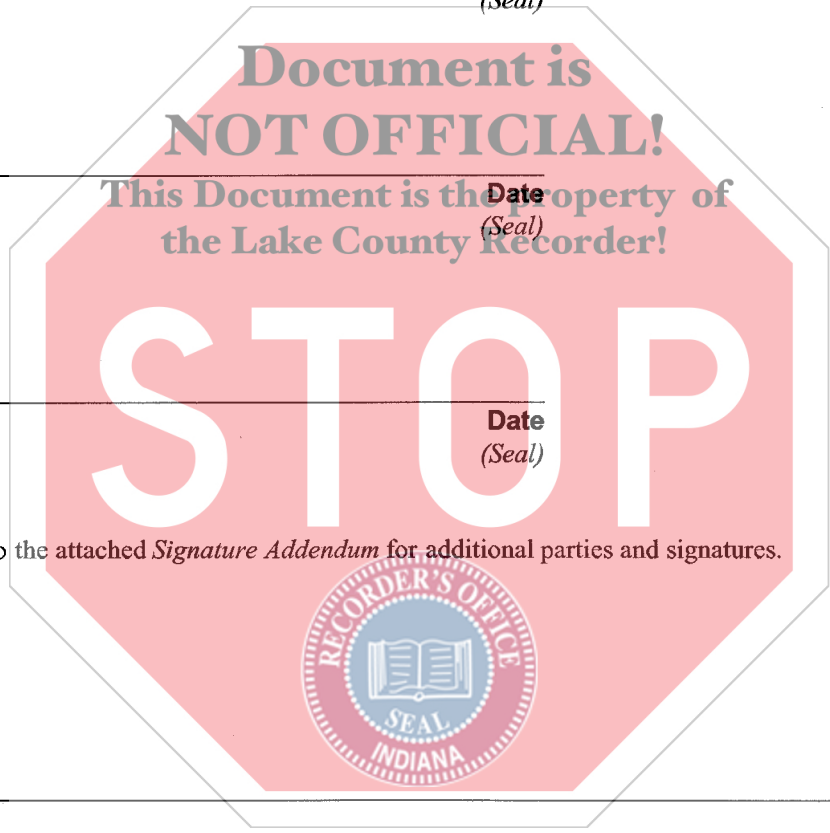 (Seal)
Document is
NOT OFFICIAL!
This Document is the property of
Date
the Lake County Recorder!
(Seal)
STOP
Date
(Seal)
the attached Signature Addendum for additional parties and signatures.
RECORDER'S OFFICE
SEAL
INDIANA